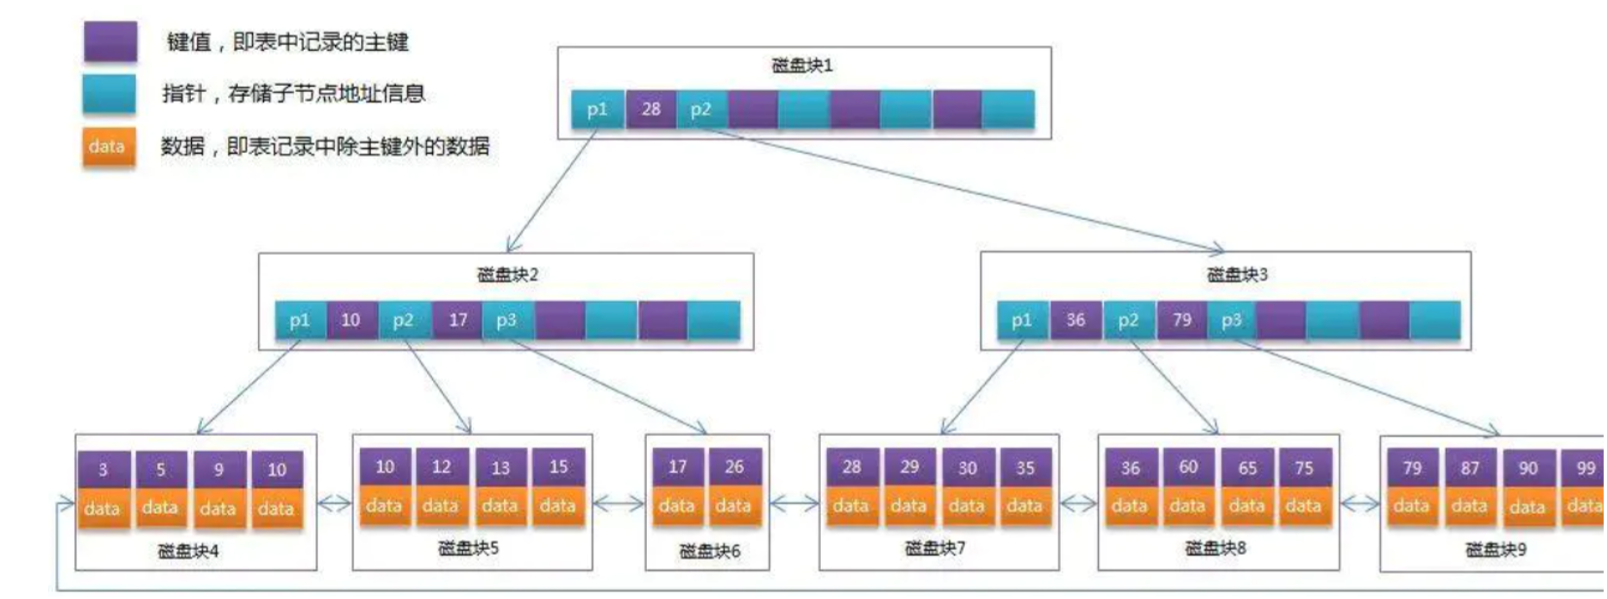 键值，即表中记录的主键
指针，存储子节点地址信息
data 数据，即表记录中除主键外的数据
磁盘块1
p1 28 p2
磁盘块2
p1 10 p2 17 p3
磁盘块3
p1 36 p2 79 p3
3 5 9 10
data data data data
磁盘块4
10 12 13 15
data data data data
磁盘块5
17 26
data data
磁盘块6
28 29 30 35
data data data data
磁盘块7
36 60 65 75
data data data data
磁盘块8
79 87 90 99
data data data data
磁盘块9